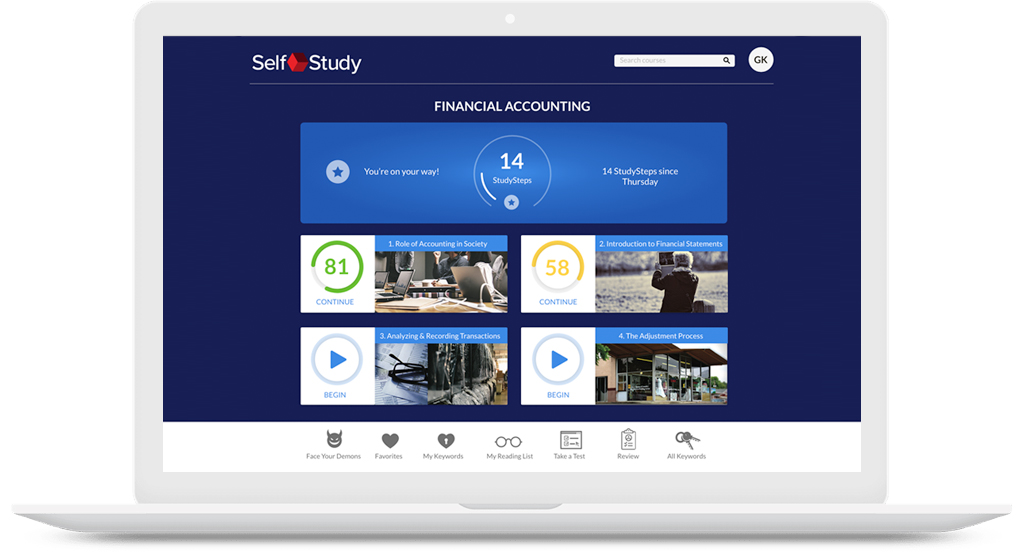 Self Study
Search courses
GK
FINANCIAL ACCOUNTING
You're on your way!
14
StudySteps
14 StudySteps since
Thursday
81
CONTINUE
1. Role of Accounting in Society
58
CONTINUE
2. Introduction to Financial Statements
BEGIN
3. Analyzing & Recording Transactions
BEGIN
4. The Adjustment Process
Face Your Demons
Favorites
My Keywords
My Reading List
Take a Test
Review
All Keywords